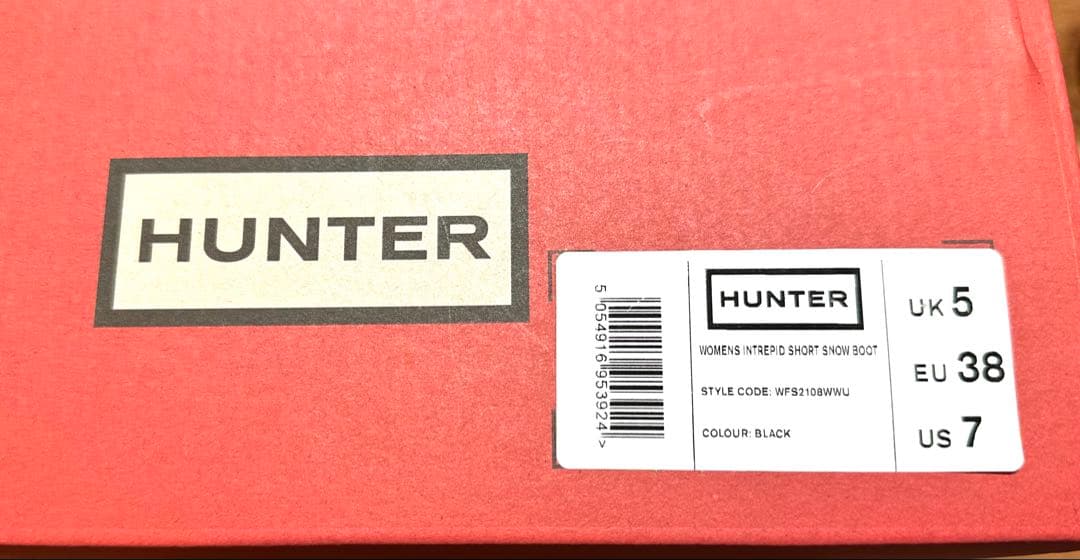 HUNTER
5 054916 953924 >
HUNTER
WOMENS INTREPID SHORT SNOW BOOT
STYLE CODE: WFS2108WWU
COLOUR: BLACK
UK 5
EU 38
US 7